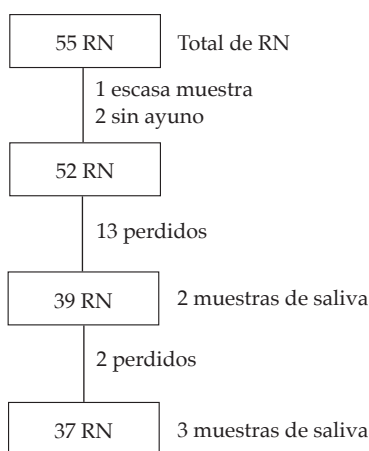 55 RN Total de RN
1 escasa muestra
2 sin ayuno
52 RN
13 perdidos
39 RN 2 muestras de saliva
2 perdidos
37 RN 3 muestras de saliva